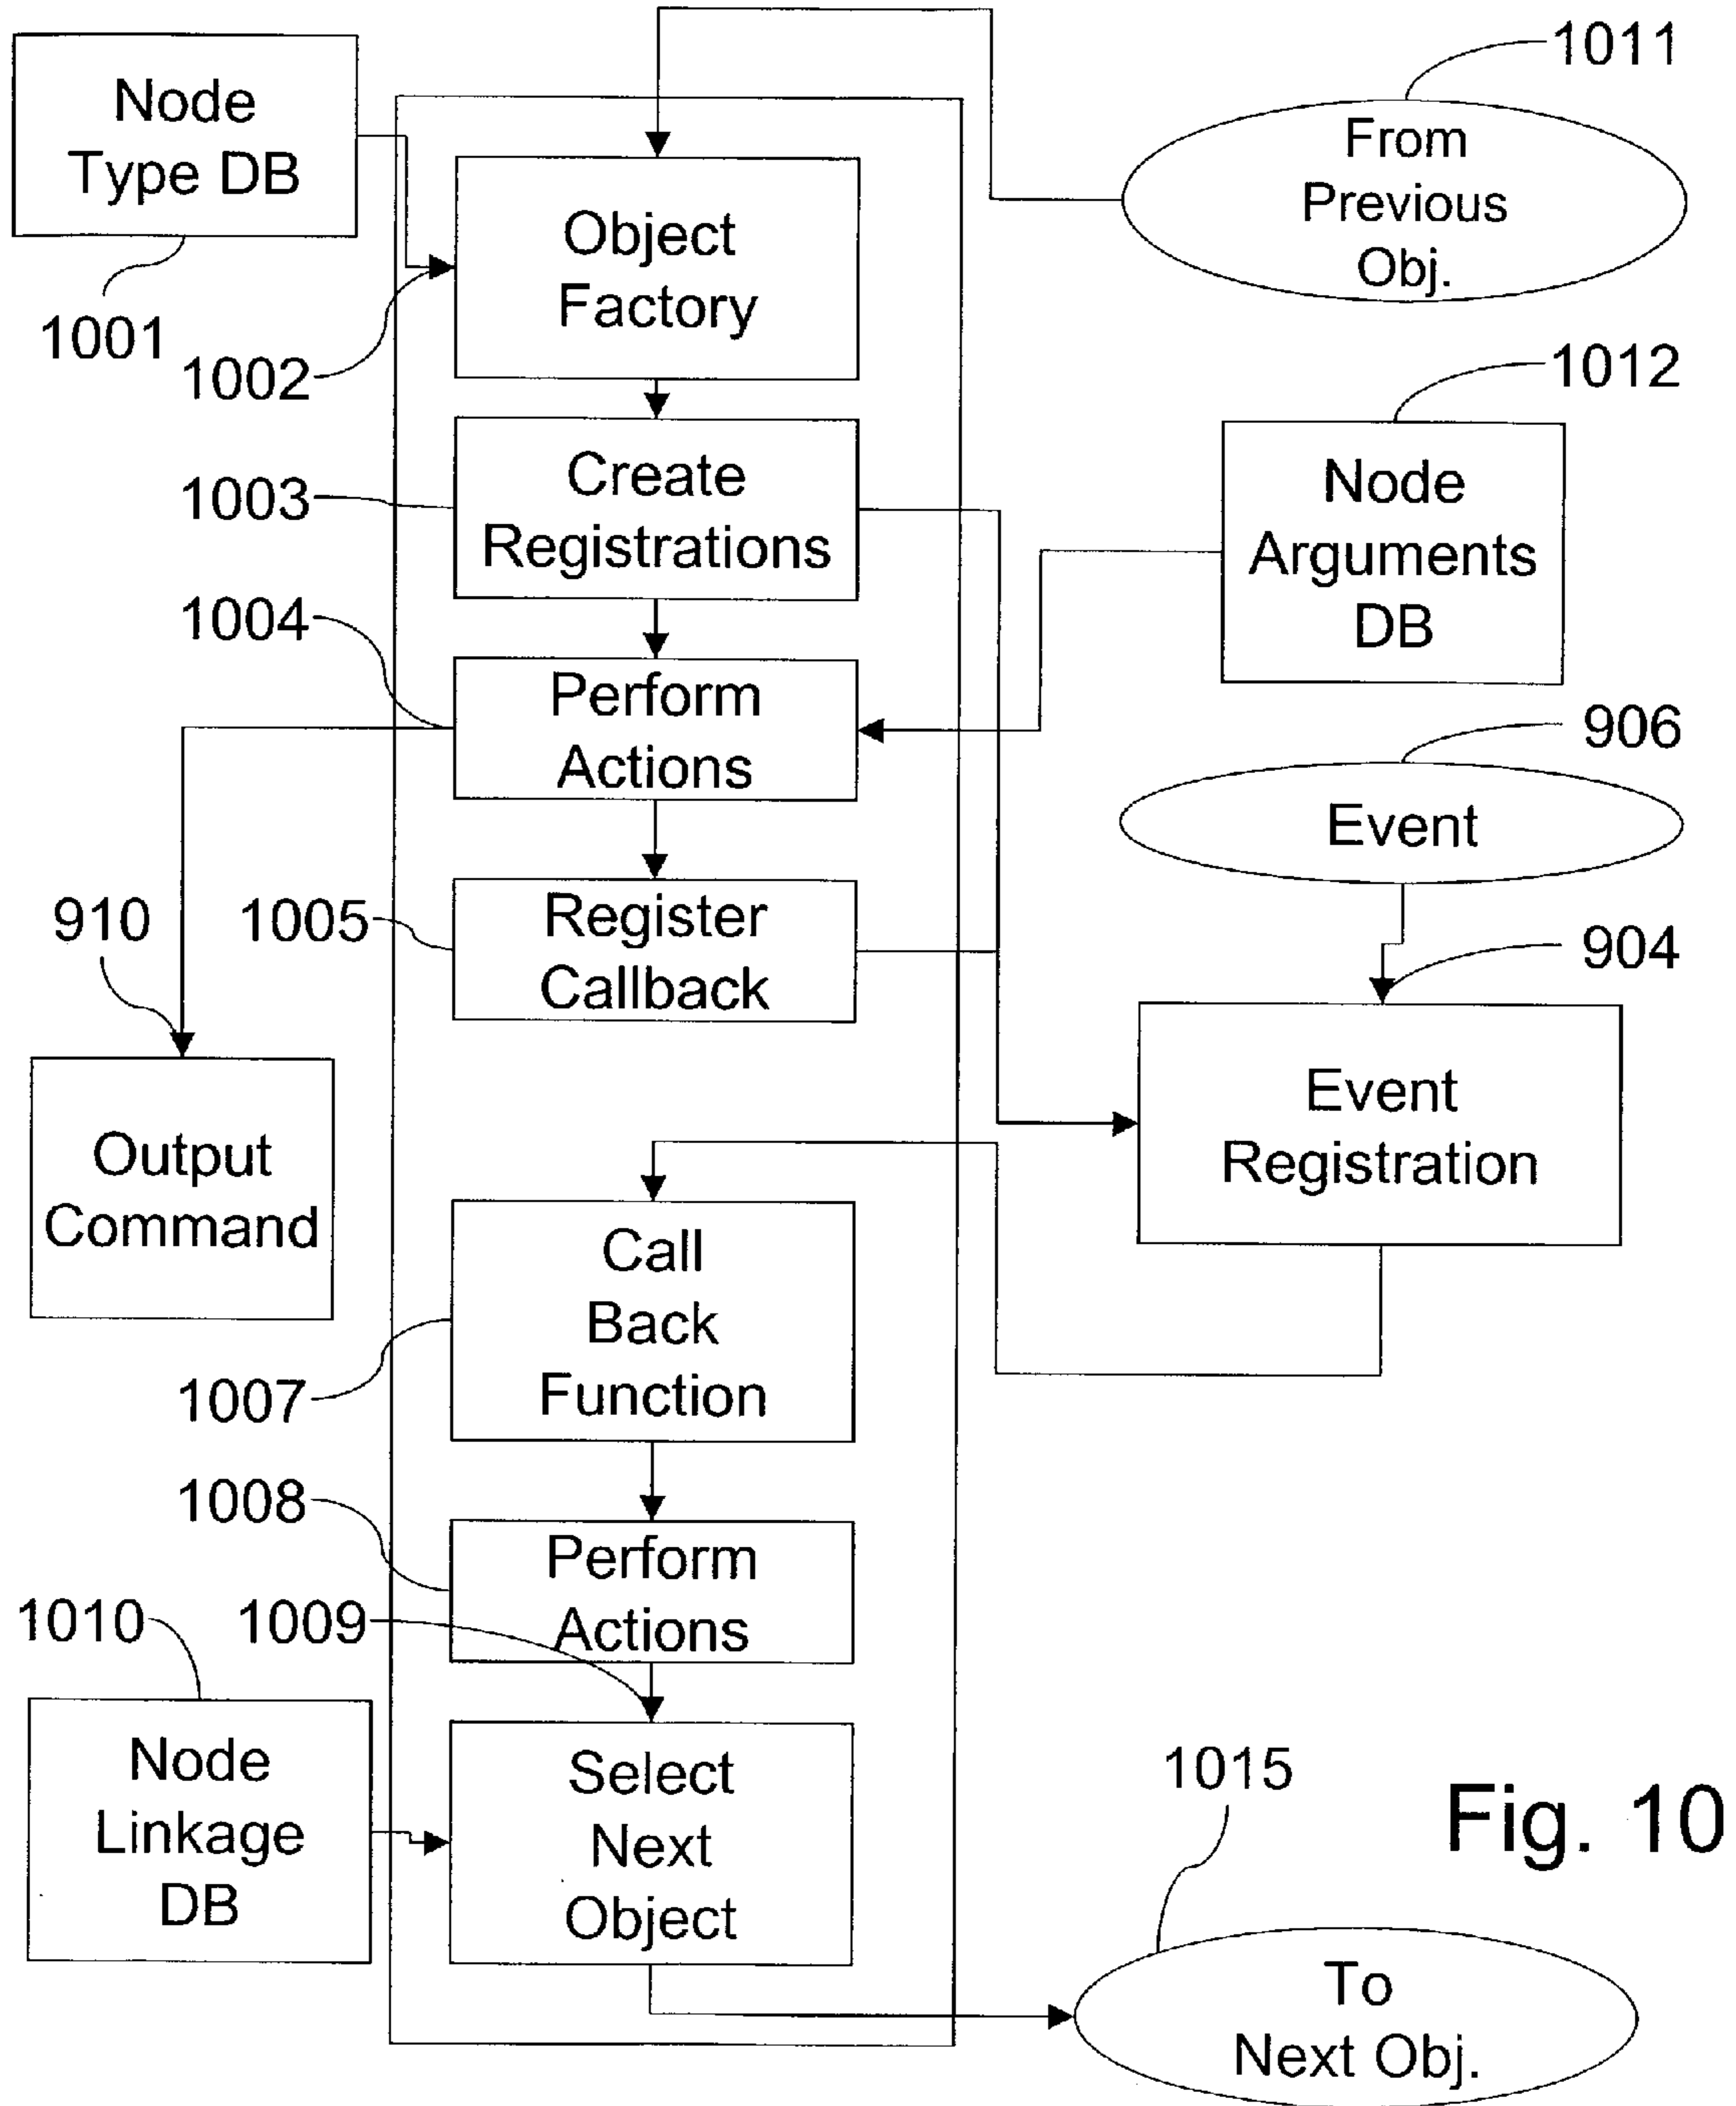 1011
Node
Type DB
From
Previous
Obj.
Object
Factory
1001
1002
1012
Create
Registrations
1003
Node
Arguments
DB
1004
Perform
Actions
906
Event
910
1005
Register
Callback
904
Event
Registration
Output
Command
Call
Back
Function
1007
1008
Perform
Actions
1010
1009
Node
Linkage
DB
Select
Next
Object
1015
Fig. 10
To
Next Obj.